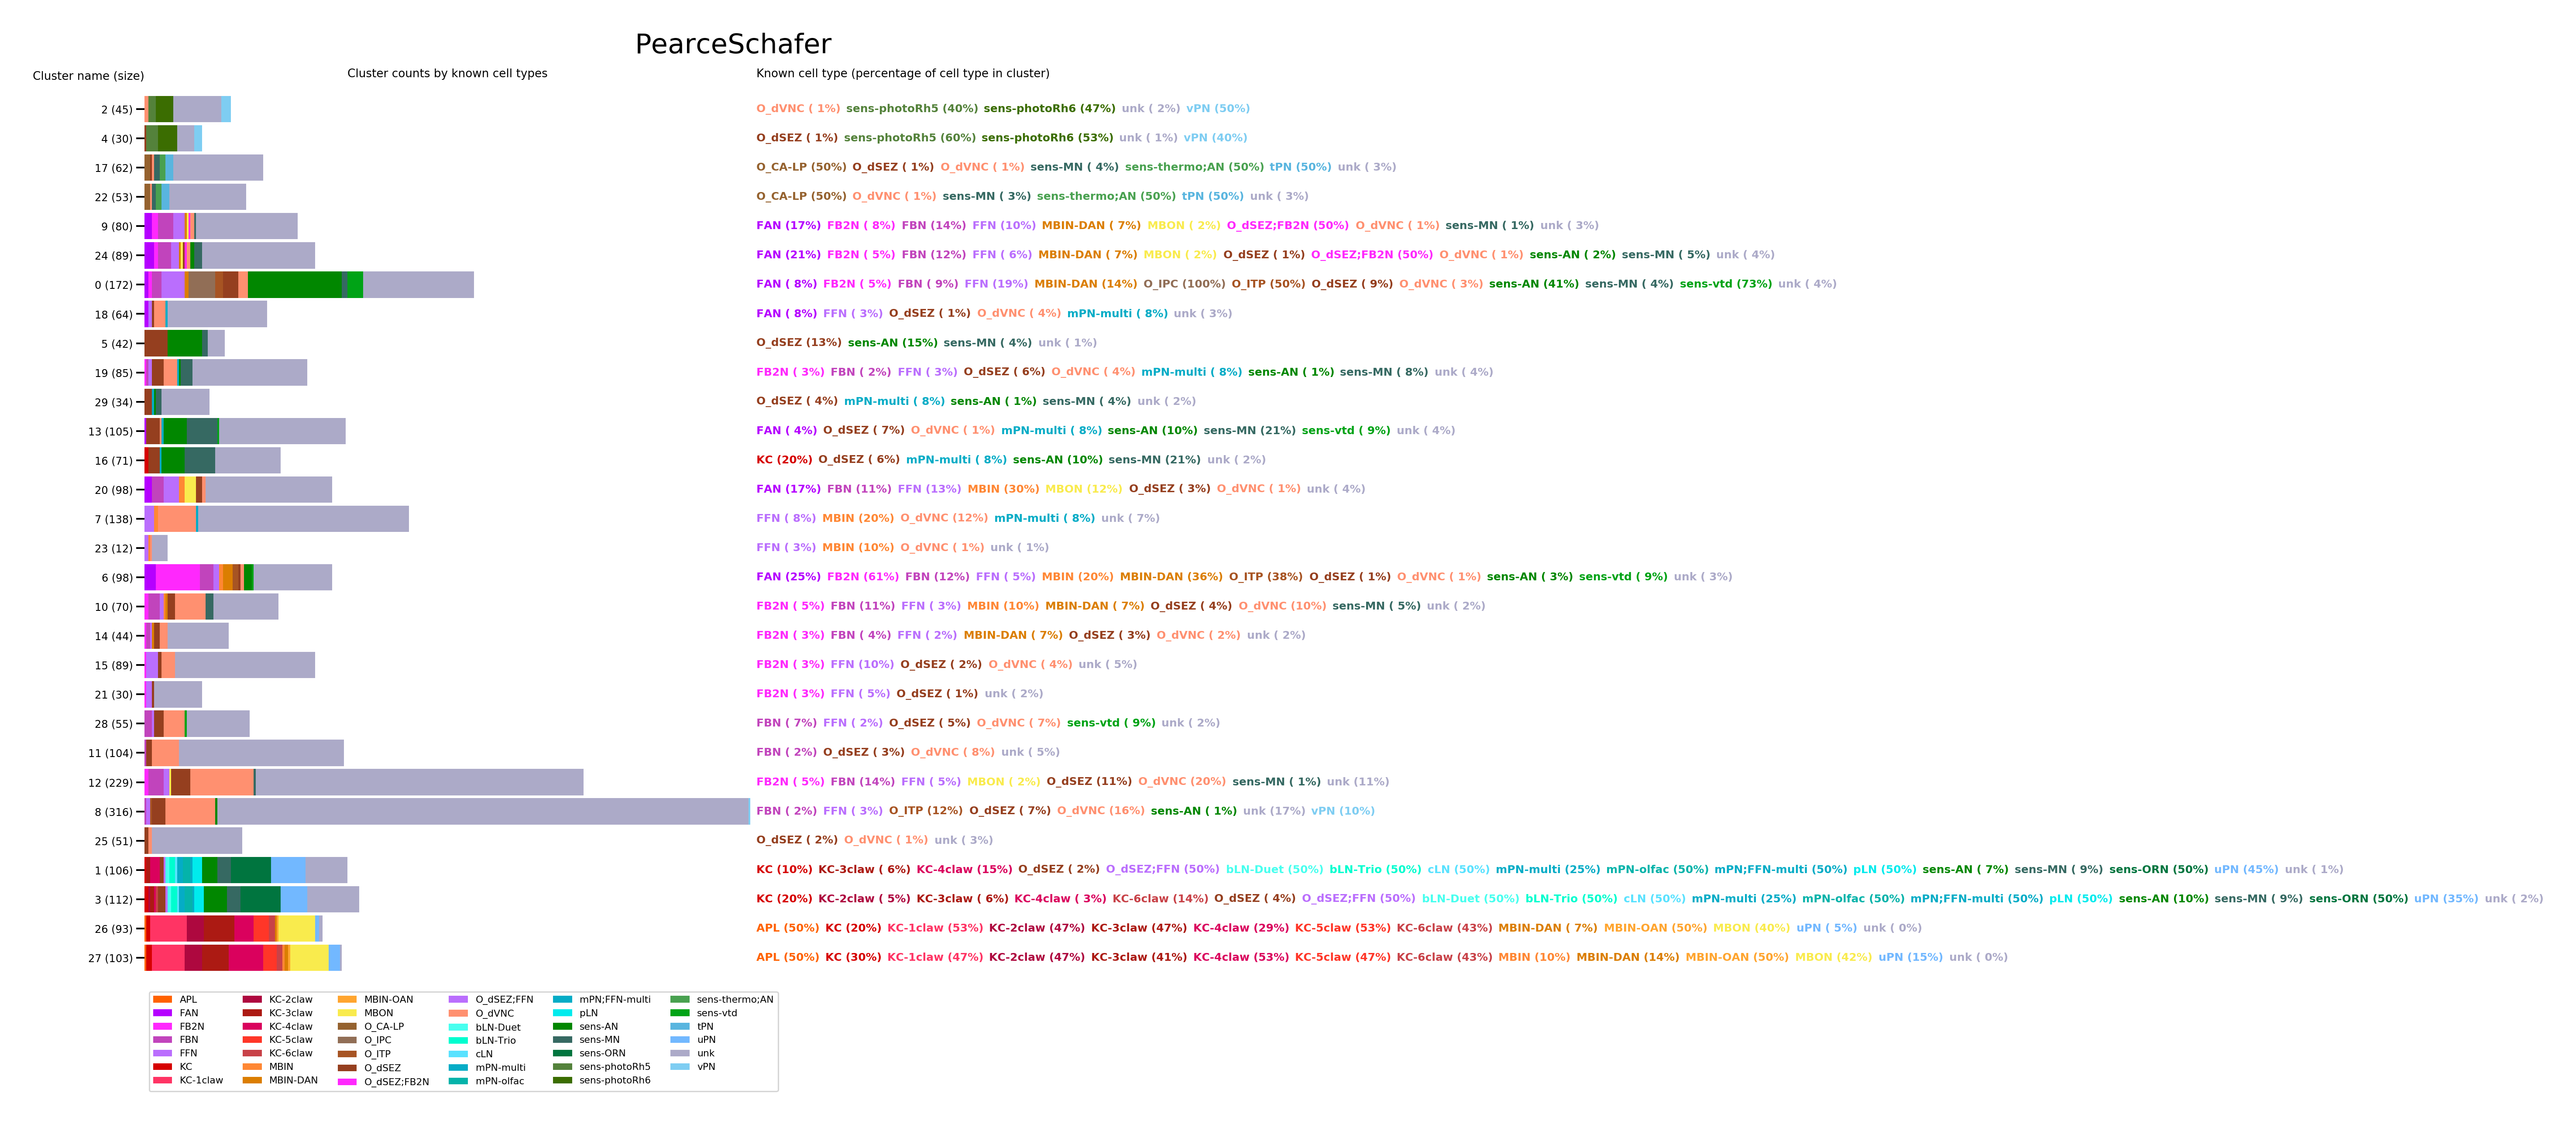 PearceSchafer
Cluster name (size) Cluster counts by known cell types Known cell type (percentage of cell type in cluster)
2 (45) O_dVNC ( 1%) sens-photoRh5 (40%) sens-photoRh6 (47%) unk ( 2%) vPN (50%)
4 (30) O_dSEZ ( 1%) sens-photoRh5 (60%) sens-photoRh6 (53%) unk ( 1%) vPN (40%)
17 (62) O_CA-LP (50%) O_dSEZ ( 1%) O_dVNC ( 1%) sens-MN ( 4%) sens-thermo;AN (50%) tPN (50%) unk ( 3%)
22 (53) O_CA-LP (50%) O_dVNC ( 1%) sens-MN ( 3%) sens-thermo;AN (50%) tPN (50%) unk ( 3%)
9 (80) FAN (17%) FB2N ( 8%) FBN (14%) FFN (10%) MBIN-DAN ( 7%) MBON ( 2%) O_dSEZ;FB2N (50%) O_dVNC ( 1%) sens-MN ( 1%) unk ( 3%)
24 (89) FAN (21%) FB2N ( 5%) FBN (12%) FFN ( 6%) MBIN-DAN ( 7%) MBON ( 2%) O_dSEZ ( 1%) O_dSEZ;FB2N (50%) O_dVNC ( 1%) sens-AN ( 2%) sens-MN ( 5%) unk ( 4%)
0 (172) FAN ( 8%) FB2N ( 5%) FBN ( 9%) FFN (19%) MBIN-DAN (14%) O_IPC (100%) O_ITP (50%) O_dSEZ ( 9%) O_dVNC ( 3%) sens-AN (41%) sens-MN ( 4%) sens-vtd (73%) unk ( 4%)
18 (64) FAN ( 8%) FFN ( 3%) O_dSEZ ( 1%) O_dVNC ( 4%) mPN-multi ( 8%) unk ( 3%)
5 (42) O_dSEZ (13%) sens-AN (15%) sens-MN ( 4%) unk ( 1%)
19 (85) FB2N ( 3%) FBN ( 2%) FFN ( 3%) O_dSEZ ( 6%) O_dVNC ( 4%) mPN-multi ( 8%) sens-AN ( 1%) sens-MN ( 8%) unk ( 4%)
29 (34) O_dSEZ ( 4%) mPN-multi ( 8%) sens-AN ( 1%) sens-MN ( 4%) unk ( 2%)
13 (105) FAN ( 4%) O_dSEZ ( 7%) O_dVNC ( 1%) mPN-multi ( 8%) sens-AN (10%) sens-MN (21%) sens-vtd ( 9%) unk ( 4%)
16 (71) KC (20%) O_dSEZ ( 6%) mPN-multi ( 8%) sens-AN (10%) sens-MN (21%) unk ( 2%)
20 (98) FAN (17%) FBN (11%) FFN (13%) MBIN (30%) MBON (12%) O_dSEZ ( 3%) O_dVNC ( 1%) unk ( 4%)
7 (138) FFN ( 8%) MBIN (20%) O_dVNC (12%) mPN-multi ( 8%) unk ( 7%)
23 (12) FFN ( 3%) MBIN (10%) O_dVNC ( 1%) unk ( 1%)
6 (98) FAN (25%) FB2N (61%) FBN (12%) FFN ( 5%) MBIN (20%) MBIN-DAN (36%) O_ITP (38%) O_dSEZ ( 1%) O_dVNC ( 1%) sens-AN ( 3%) sens-vtd ( 9%) unk ( 3%)
10 (70) FB2N ( 5%) FBN (11%) FFN ( 3%) MBIN (10%) MBIN-DAN ( 7%) O_dSEZ ( 4%) O_dVNC (10%) sens-MN ( 5%) unk ( 2%)
14 (44) FB2N ( 3%) FBN ( 4%) FFN ( 2%) MBIN-DAN ( 7%) O_dSEZ ( 3%) O_dVNC ( 2%) unk ( 2%)
15 (89) FB2N ( 3%) FFN (10%) O_dSEZ ( 2%) O_dVNC ( 4%) unk ( 5%)
21 (30) FB2N ( 3%) FFN ( 5%) O_dSEZ ( 1%) unk ( 2%)
28 (55) FBN ( 7%) FFN ( 2%) O_dSEZ ( 5%) O_dVNC ( 7%) sens-vtd ( 9%) unk ( 2%)
11 (104) FBN ( 2%) O_dSEZ ( 3%) O_dVNC ( 8%) unk ( 5%)
12 (229) FB2N ( 5%) FBN (14%) FFN ( 5%) MBON ( 2%) O_dSEZ (11%) O_dVNC (20%) sens-MN ( 1%) unk (11%)
8 (316) FBN ( 2%) FFN ( 3%) O_ITP (12%) O_dSEZ ( 7%) O_dVNC (16%) sens-AN ( 1%) unk (17%) vPN (10%)
25 (51) O_dSEZ ( 2%) O_dVNC ( 1%) unk ( 3%)
1 (106) KC (10%) KC-3claw ( 6%) KC-4claw (15%) O_dSEZ ( 2%) O_dSEZ;FFN (50%) bLN-Duet (50%) bLN-Trio (50%) cLN (50%) mPN-multi (25%) mPN-olfac (50%) mPN;FFN-multi (50%) pLN (50%) sens-AN ( 7%) sens-MN ( 9%) sens-ORN (50%) uPN (45%) unk ( 1%)
3 (112) KC (20%) KC-2claw ( 5%) KC-3claw ( 6%) KC-4claw ( 3%) KC-6claw (14%) O_dSEZ ( 4%) O_dSEZ;FFN (50%) bLN-Duet (50%) bLN-Trio (50%) cLN (50%) mPN-multi (25%) mPN-olfac (50%) mPN;FFN-multi (50%) pLN (50%) sens-AN (10%) sens-MN ( 9%) sens-ORN (50%) uPN (35%) unk ( 2%)
26 (93) APL (50%) KC (20%) KC-1claw (53%) KC-2claw (47%) KC-3claw (47%) KC-4claw (29%) KC-5claw (53%) KC-6claw (43%) MBIN-DAN ( 7%) MBIN-OAN (50%) MBON (40%) uPN ( 5%) unk ( 0%)
27 (103) APL (50%) KC (30%) KC-1claw (47%) KC-2claw (47%) KC-3claw (41%) KC-4claw (53%) KC-5claw (47%) KC-6claw (43%) MBIN (10%) MBIN-DAN (14%) MBIN-OAN (50%) MBON (42%) uPN (15%) unk ( 0%)
APL KC-2claw MBIN-OAN O_dSEZ;FFN mPN;FFN-multi sens-thermo;AN
FAN KC-3claw MBON O_dVNC pLN sens-vtd
FB2N KC-4claw O_CA-LP bLN-Duet sens-AN tPN
FBN KC-5claw O_IPC bLN-Trio sens-MN uPN
FFN KC-6claw O_ITP cLN sens-ORN unk
KC MBIN O_dSEZ mPN-multi sens-photoRh5 vPN
KC-1claw MBIN-DAN O_dSEZ;FB2N mPN-olfac sens-photoRh6